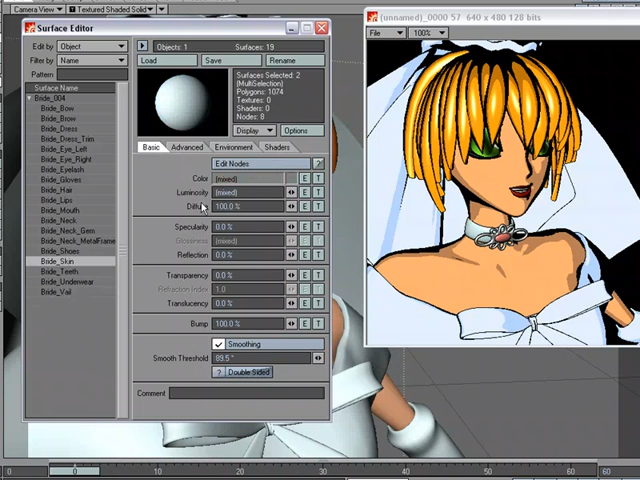 Camera View
Textured Shaded Solid
Surface Editor
Edit by Object
Filter by Name
Pattern
Surface Name
Bride_004
Bride_Bow
Bride_Brow
Bride_Dress
Bride_Dress_Trim
Bride_Eye_Left
Bride_Eye_Right
Bride_Eyelash
Bride_Gloves
Bride_Hair
Bride_Lips
Bride_Mouth
Bride_Neck
Bride_Neck_Gem
Bride_Neck_MetalFrame
Bride_Shoes
Bride_Skin
Bride_Teeth
Bride_Underwear
Bride_Vail
Objects: 1 Surfaces: 19
Load Save Rename
Surfaces Selected: 2
(MultiSelection)
Polygons: 1074
Textures: 0
Shaders: 0
Nodes: 8
Display Options
Basic Advanced Environment Shaders
Edit Nodes ?
Color (mixed) E T
Luminosity (mixed) E T
Diffuse 100.0 % E T
Specularity 0.0 % E T
Glossiness (mixed) E T
Reflection 0.0 % E T
Transparency 0.0 % E T
Refraction Index 1.0 E T
Translucency 0.0 % E T
Bump 100.0 % E T
Smoothing
Smooth Threshold 89.5 °
? Double Sided
Comment
(unnamed)_0000 57 640 x 480 128 bits
File 100%
0 0 10 20 30 40 50 60 60